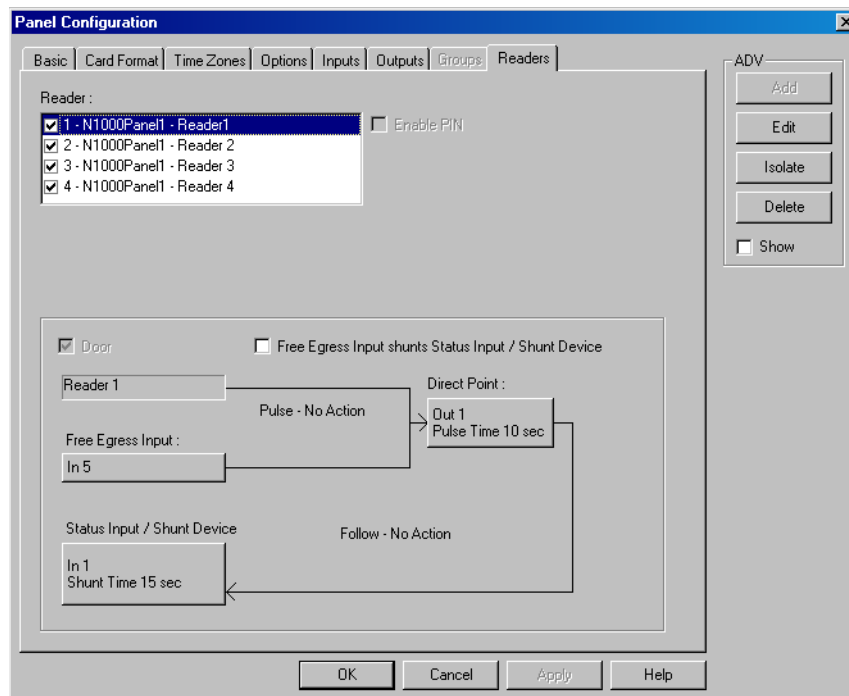 Panel Configuration
Basic Card Format Time Zones Options Inputs Outputs Groups Readers
Reader :
1 - N1000Panel1 - Reader1
2 - N1000Panel1 - Reader 2
3 - N1000Panel1 - Reader 3
4 - N1000Panel1 - Reader 4
Enable PIN
ADV
Add
Edit
Isolate
Delete
Show
Door
Free Egress Input shunts Status Input / Shunt Device
Reader 1
Pulse - No Action
Direct Point :
Out 1
Pulse Time 10 sec
Free Egress Input :
In 5
Status Input / Shunt Device
Follow - No Action
In 1
Shunt Time 15 sec
OK Cancel Apply Help